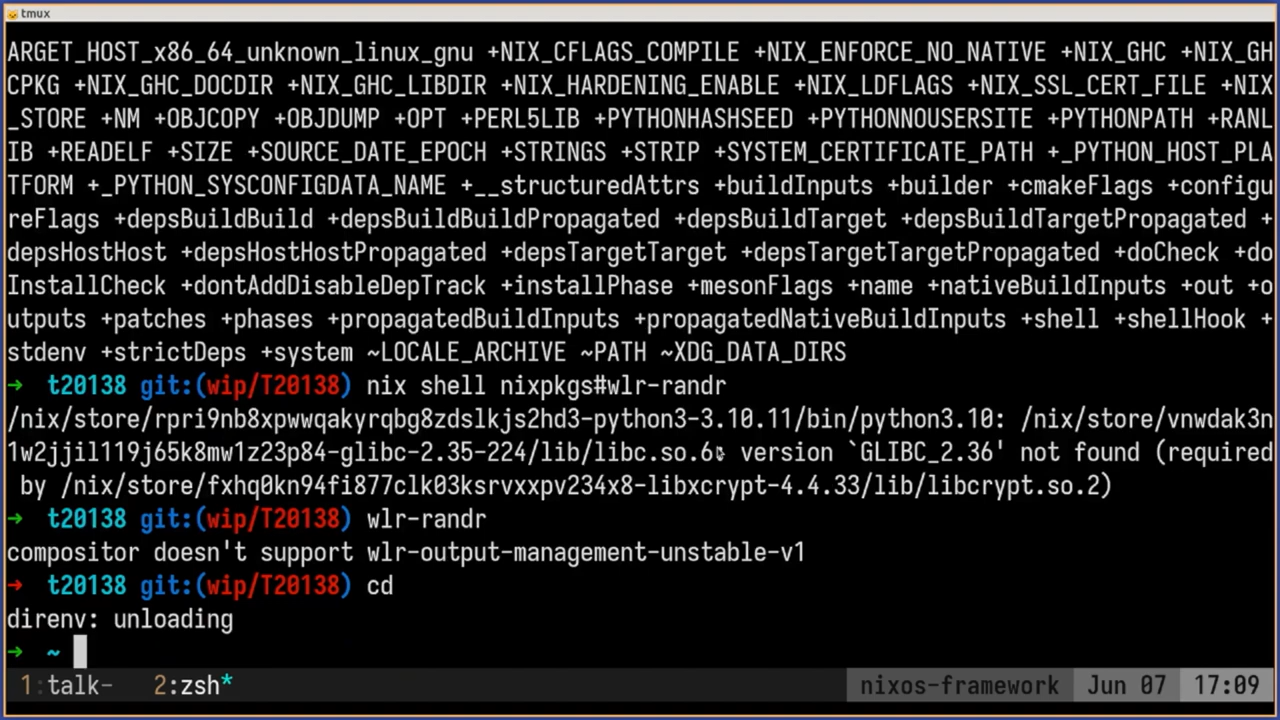 tmux
ARGET_HOST_x86_64_unknown_linux_gnu +NIX_CFLAGS_COMPILE +NIX_ENFORCE_NO_NATIVE +NIX_GHC +NIX_GH
CPKG +NIX_GHC_DOCDIR +NIX_GHC_LIBDIR +NIX_HARDENING_ENABLE +NIX_LDFLAGS +NIX_SSL_CERT_FILE +NIX
_STORE +NM +OBJCOPY +OBJDUMP +OPT +PERL5LIB +PYTHONHASHSEED +PYTHONNOUSERSITE +PYTHONPATH +RANL
IB +READELF +SIZE +SOURCE_DATE_EPOCH +STRINGS +STRIP +SYSTEM_CERTIFICATE_PATH +_PYTHON_HOST_PLA
TFORM +_PYTHON_SYSCONFIGDATA_NAME +__structuredAttrs +buildInputs +builder +cmakeFlags +configu
reFlags +depsBuildBuild +depsBuildBuildPropagated +depsBuildTarget +depsBuildTargetPropagated +
depsHostHost +depsHostHostPropagated +depsTargetTarget +depsTargetTargetPropagated +doCheck +do
InstallCheck +dontAddDisableDepTrack +installPhase +mesonFlags +name +nativeBuildInputs +out +o
utputs +patches +phases +propagatedBuildInputs +propagatedNativeBuildInputs +shell +shellHook +
stdenv +strictDeps +system ~LOCALE_ARCHIVE ~PATH ~XDG_DATA_DIRS
→ t20138 git:(wip/T20138) nix shell nixpkgs#wlr-randr
/nix/store/rpri9nb8xpwwqakyrqbg8zdslkjs2hd3-python3-3.10.11/bin/python3.10: /nix/store/vnwdak3n
1w2jjil119j65k8mw1z23p84-glibc-2.35-224/lib/libc.so.6: version `GLIBC_2.36' not found (required
by /nix/store/fxhq0kn94fi877clk03ksrvxxpv234x8-libxcrypt-4.4.33/lib/libcrypt.so.2)
→ t20138 git:(wip/T20138) wlr-randr
compositor doesn't support wlr-output-management-unstable-v1
→ t20138 git:(wip/T20138) cd
direnv: unloading
→ ~
1:talk- 2:zsh* nixos-framework Jun 07 17:09